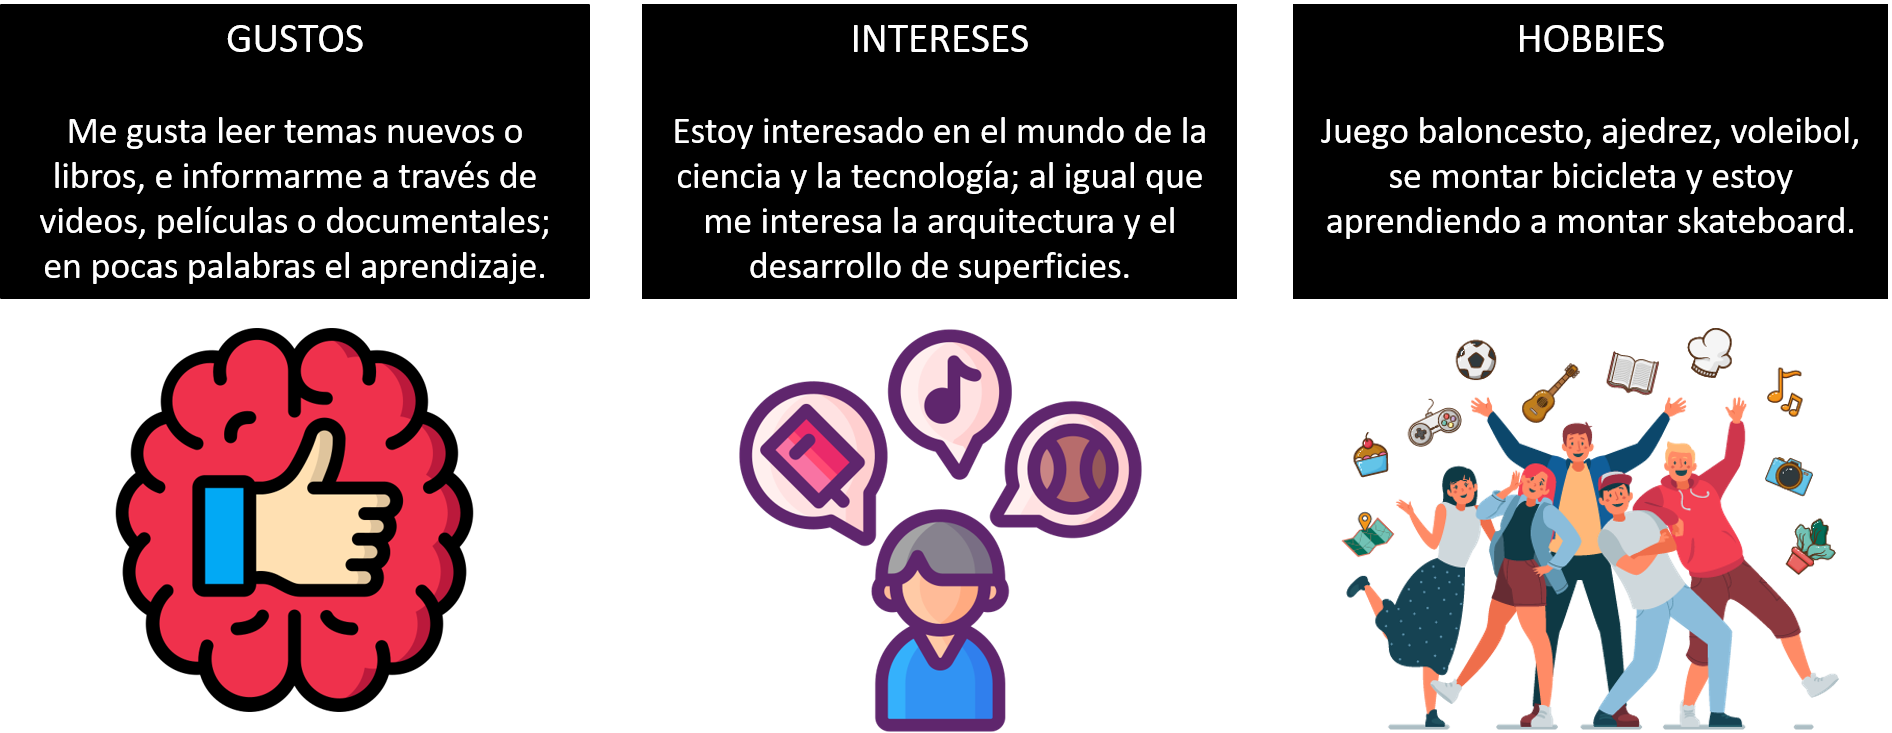 GUSTOS
Me gusta leer temas nuevos o
libros, e informarme a través de
videos, películas o documentales;
en pocas palabras el aprendizaje.
INTERESES
Estoy interesado en el mundo de la
ciencia y la tecnología; al igual que
me interesa la arquitectura y el
desarrollo de superficies.
HOBBIES
Juego baloncesto, ajedrez, voleibol,
se montar bicicleta y estoy
aprendiendo a montar skateboard.